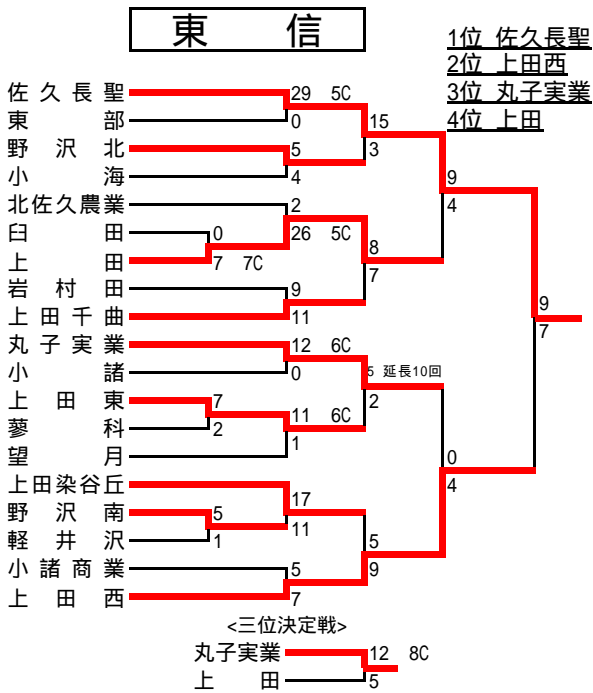 東 信
1位 佐久長聖
2位 上田西
3位 丸子実業
4位 上田
佐久長聖 29 5C
東部 0 15
野沢北 5 3
小海 4 9
北佐久農業 2 4
臼田 0 26 5C
上田 7 7C 8
岩村田 9 7 9
上田千曲 11 7
丸子実業 12 6C
小諸 0 5 延長10回
上田東 7 11 6C 2
蓼科 2
望月 1 0
上田染谷丘 17 4
野沢南 5 11
軽井沢 1 5
小諸商業 5 9
上田西 7
<三位決定戦>
丸子実業 12 8C
上田 5